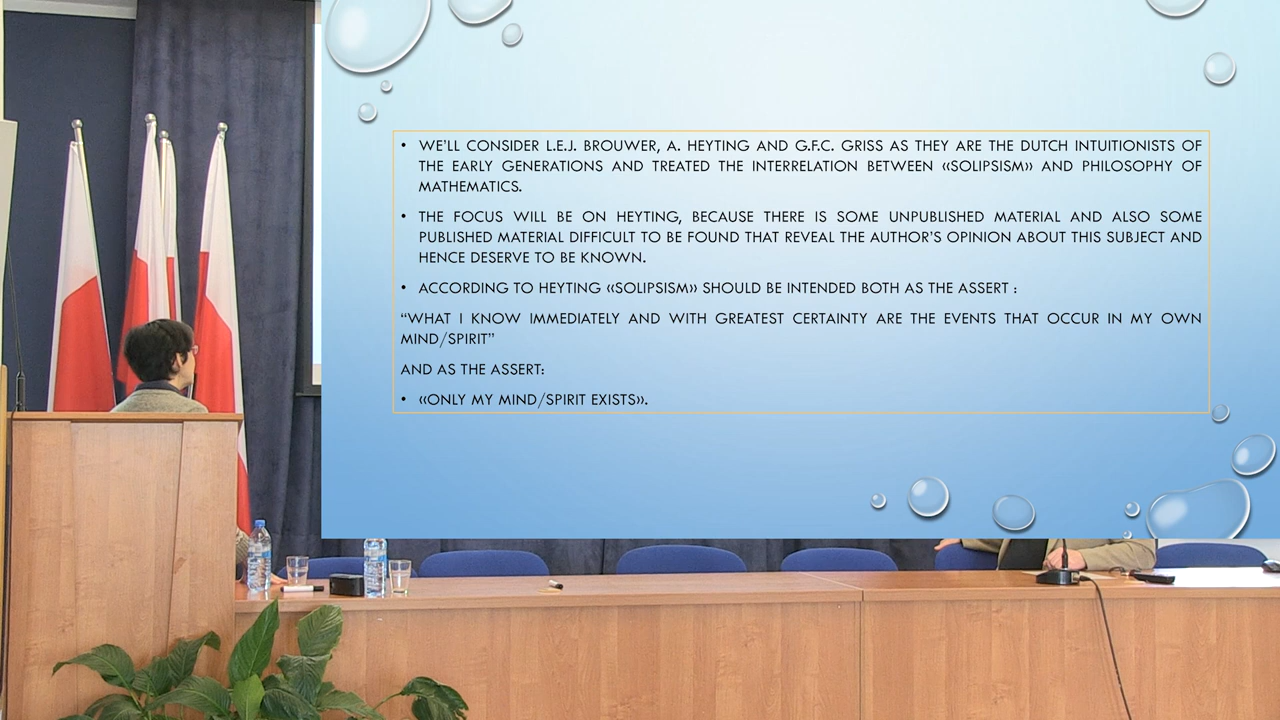 • WE'LL CONSIDER L.E.J. BROUWER, A. HEYTING AND G.F.C. GRISS AS THEY ARE THE DUTCH INTUITIONISTS OF
THE EARLY GENERATIONS AND TREATED THE INTERRELATION BETWEEN «SOLIPSISM» AND PHILOSOPHY OF
MATHEMATICS.
• THE FOCUS WILL BE ON HEYTING, BECAUSE THERE IS SOME UNPUBLISHED MATERIAL AND ALSO SOME
PUBLISHED MATERIAL DIFFICULT TO BE FOUND THAT REVEAL THE AUTHOR'S OPINION ABOUT THIS SUBJECT AND
HENCE DESERVE TO BE KNOWN.
• ACCORDING TO HEYTING «SOLIPSISM» SHOULD BE INTENDED BOTH AS THE ASSERT :
“WHAT I KNOW IMMEDIATELY AND WITH GREATEST CERTAINTY ARE THE EVENTS THAT OCCUR IN MY OWN
MIND/SPIRIT”
AND AS THE ASSERT:
• «ONLY MY MIND/SPIRIT EXISTS».